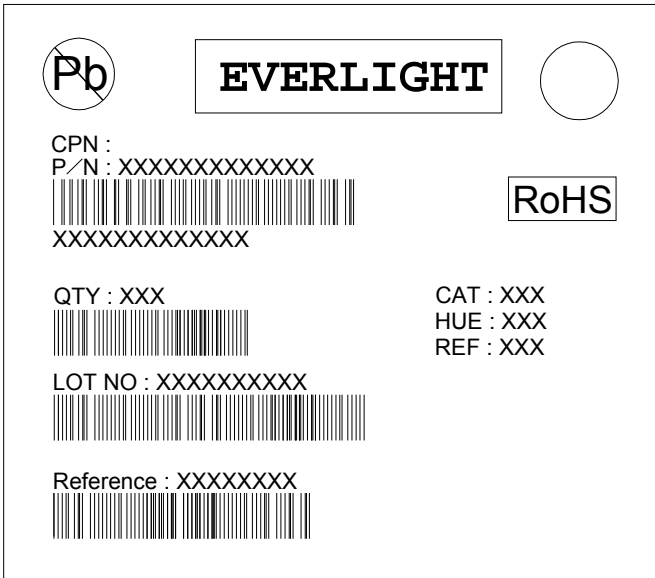 Pb
EVERLIGHT
CPN :
P/N : XXXXXXXXXXXXX
RoHS
XXXXXXXXXXXXX
QTY : XXX
CAT : XXX
HUE : XXX
REF : XXX
LOT NO : XXXXXXXXXX
Reference : XXXXXXXX